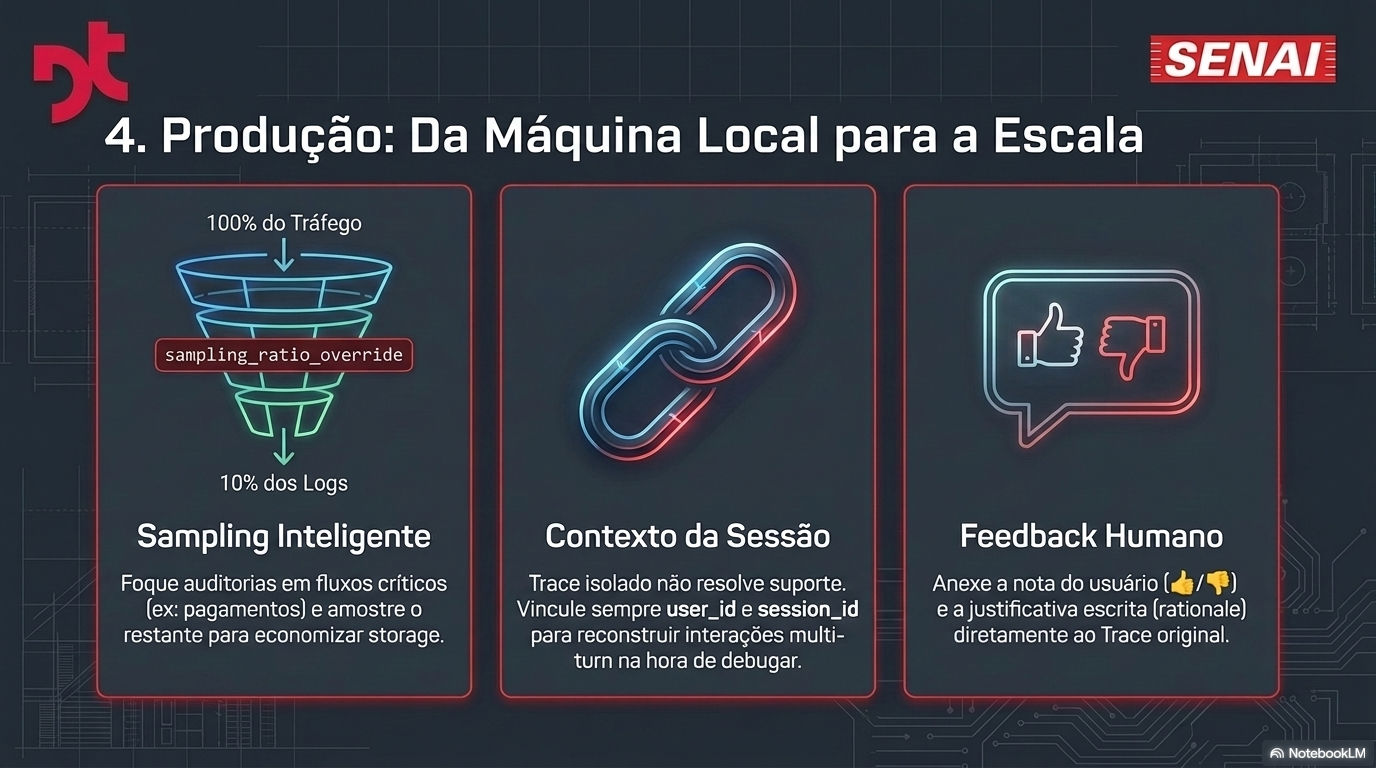 dt
SENAI
4. Produção: Da Máquina Local para a Escala
100% do Tráfego
sampling_ratio_override
10% dos Logs
Sampling Inteligente
Foque auditorias em fluxos críticos
(ex: pagamentos) e amostre o
restante para economizar storage.
Contexto da Sessão
Trace isolado não resolve suporte.
Vincule sempre user_id e session_id
para reconstruir interações multi-
turn na hora de debugar.
Feedback Humano
Anexe a nota do usuário (👍/👎)
e a justificativa escrita (rationale)
diretamente ao Trace original.
NotebookLM